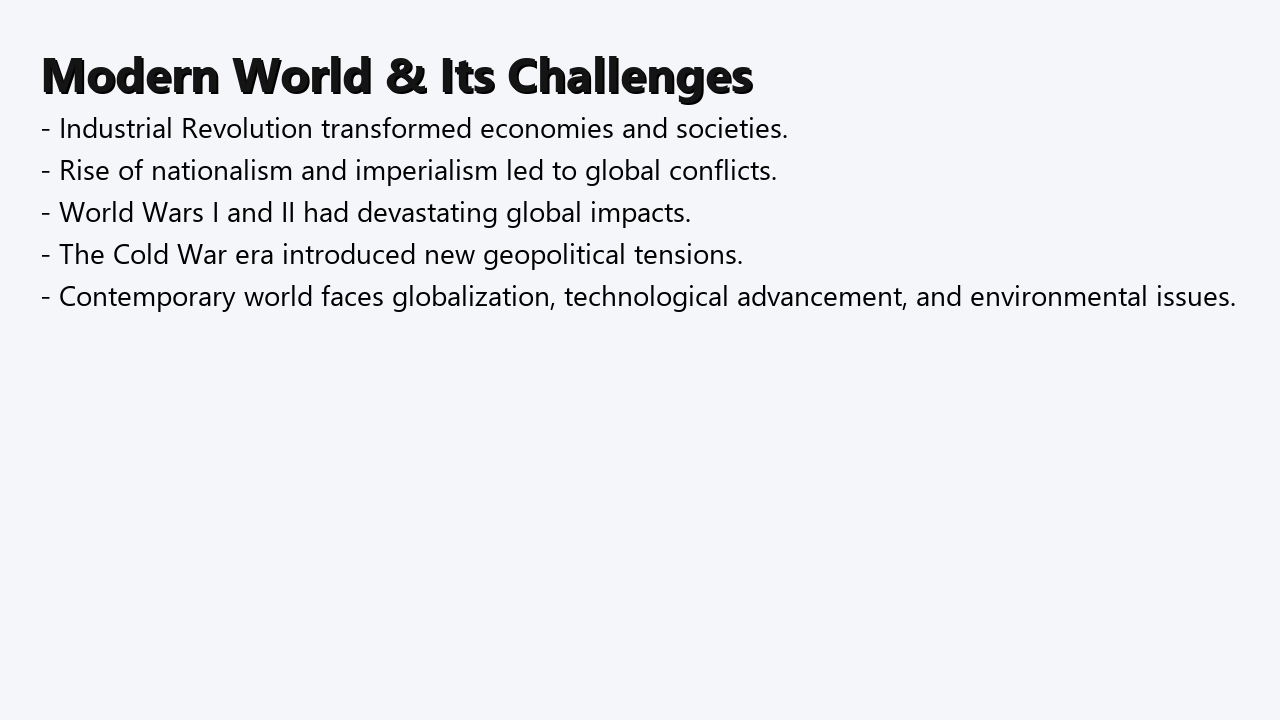 Modern World & Its Challenges
- Industrial Revolution transformed economies and societies.
- Rise of nationalism and imperialism led to global conflicts.
- World Wars I and II had devastating global impacts.
- The Cold War era introduced new geopolitical tensions.
- Contemporary world faces globalization, technological advancement, and environmental issues.